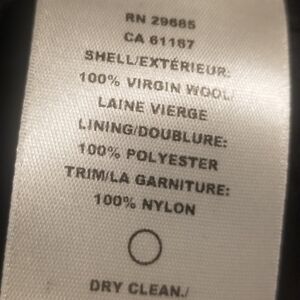 RN 29685
CA 61187
SHELL/EXTÉRIEUR:
100% VIRGIN WOOL/
LAINE VIERGE
LINING/DOUBLURE:
100% POLYESTER
TRIM/LA GARNITURE:
100% NYLON
DRY CLEAN./